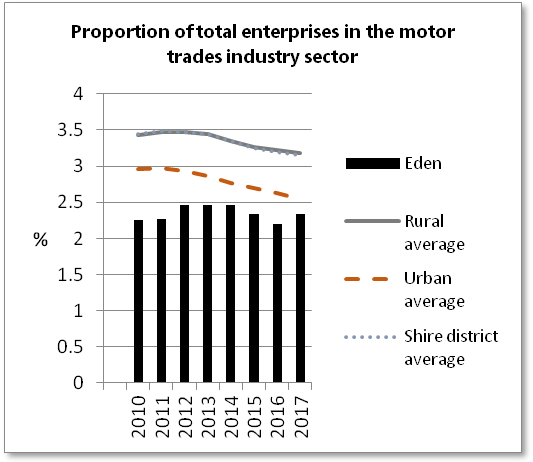 Proportion of total enterprises in the motor
trades industry sector
4
3.5
3
2.5
2
1.5
1
0.5
0
%
2010
2011
2012
2013
2014
2015
2016
2017
Eden
Rural
average
Urban
average
Shire district
average